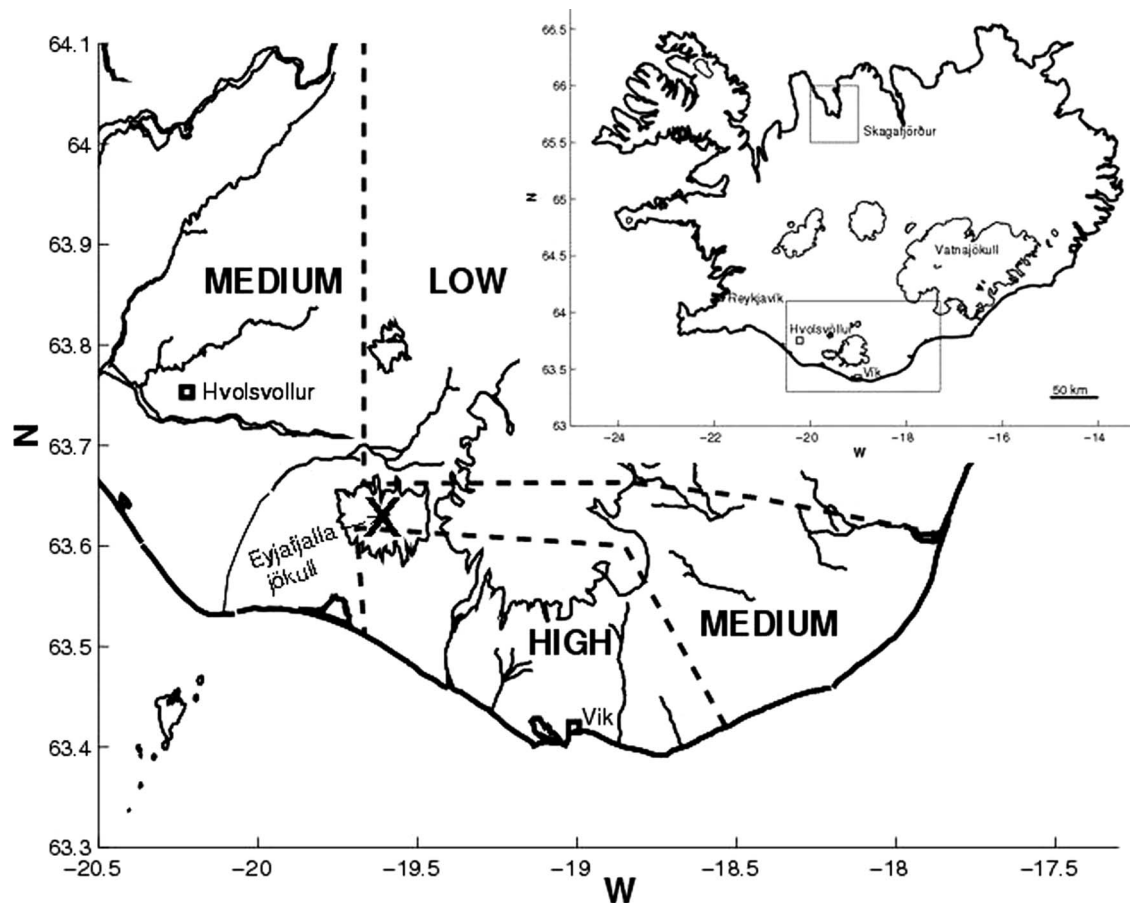 64.1
64
63.9
63.8
63.7
63.6
63.5
63.4
63.3
N
−20.5
−20
−19.5
−19
−18.5
−18
−17.5
W
MEDIUM
LOW
Hvolsvollur
Eyjafjalla
jökull
HIGH
MEDIUM
Vik
66.5
66
65.5
65
64.5
64
63.5
63
N
−24
−22
−20
−18
−16
−14
W
Skagafjörður
Vatnajökull
Reykjavik
Hvolsvöllur
Vik
50 km
X